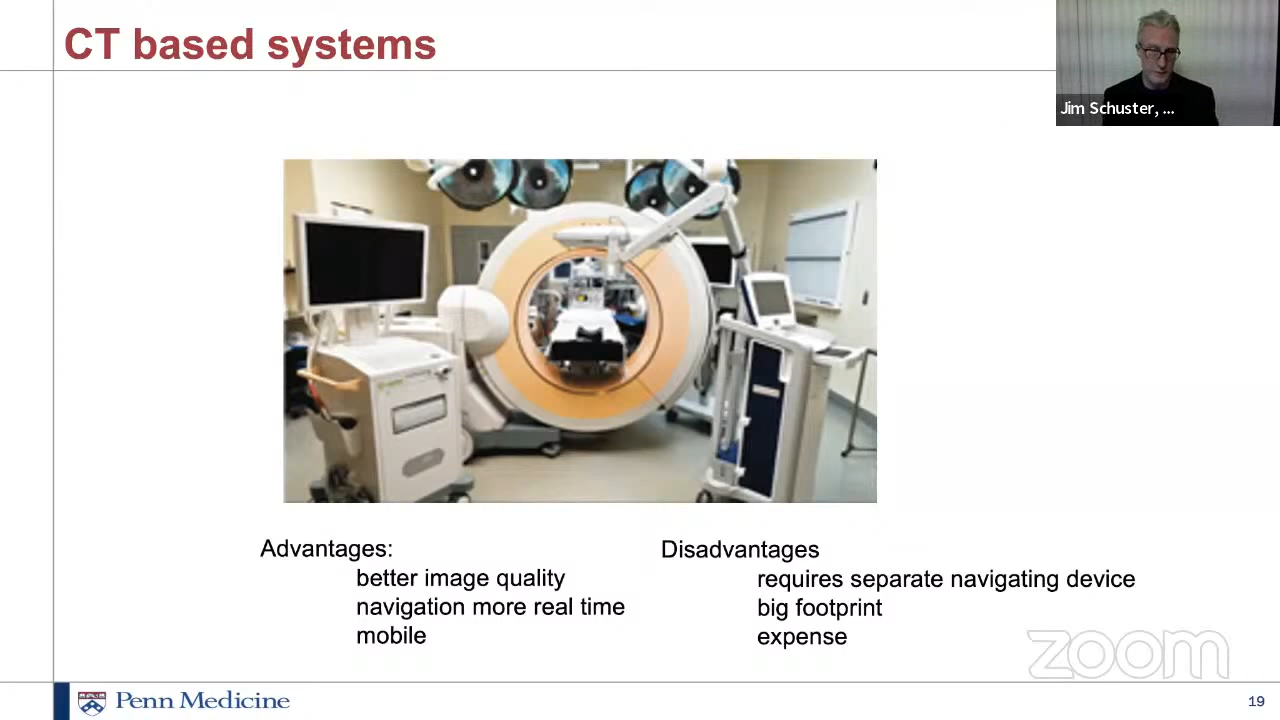 CT based systems
Jim Schuster, ...
Advantages:
better image quality
navigation more real time
mobile
Disadvantages
requires separate navigating device
big footprint
expense
zoom
Penn Medicine
19